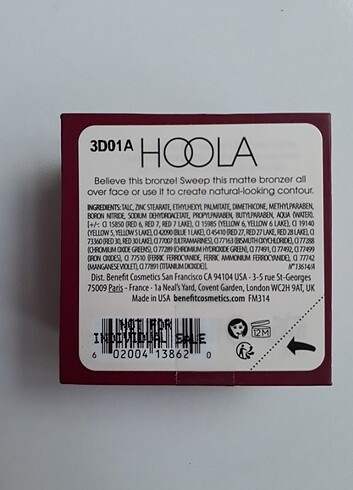 3D01A HOOLA
Believe this bronze! Sweep this matte bronzer all
over face or use it to create natural-looking contour.
INGREDIENTS: TALC, ZINC STEARATE, ETHYLHEXYL PALMITATE, DIMETHICONE, METHYLPARABEN,
BORON NITRIDE, SODIUM DEHYDROACETATE, PROPYLPARABEN, BUTYLPARABEN, AQUA (WATER).
[+/-: CI 15850 (RED 6, RED 7, RED 7 LAKE), CI 15985 (YELLOW 6, YELLOW 6 LAKE), CI 19140
(YELLOW 5, YELLOW 5 LAKE), CI 42090 (BLUE 1 LAKE), CI 45410 (RED 27, RED 27 LAKE, RED 28 LAKE), CI
73360 (RED 30, RED 30 LAKE), CI 77007 (ULTRAMARINES), CI 77163 (BISMUTH OXYCHLORIDE), CI 77288
(CHROMIUM OXIDE GREENS), CI 77289 (CHROMIUM HYDROXIDE GREEN), CI 77491, CI 77492, CI 77499
(IRON OXIDES), CI 77510 (FERRIC FERROCYANIDE, FERRIC AMMONIUM FERROCYANIDE), CI 77742
(MANGANESE VIOLET), CI 77891 (TITANIUM DIOXIDE)]. N°13614/A
Dist. Benefit Cosmetics San Francisco CA 94104 USA - 3-5 rue St-Georges
75009 Paris - France - 1a Neal's Yard, Covent Garden, London WC2H 9AT, UK
Made in USA benefitcosmetics.com FM314
NOT FOR
INDIVIDUAL SALE
6 02004 13862 0
12M